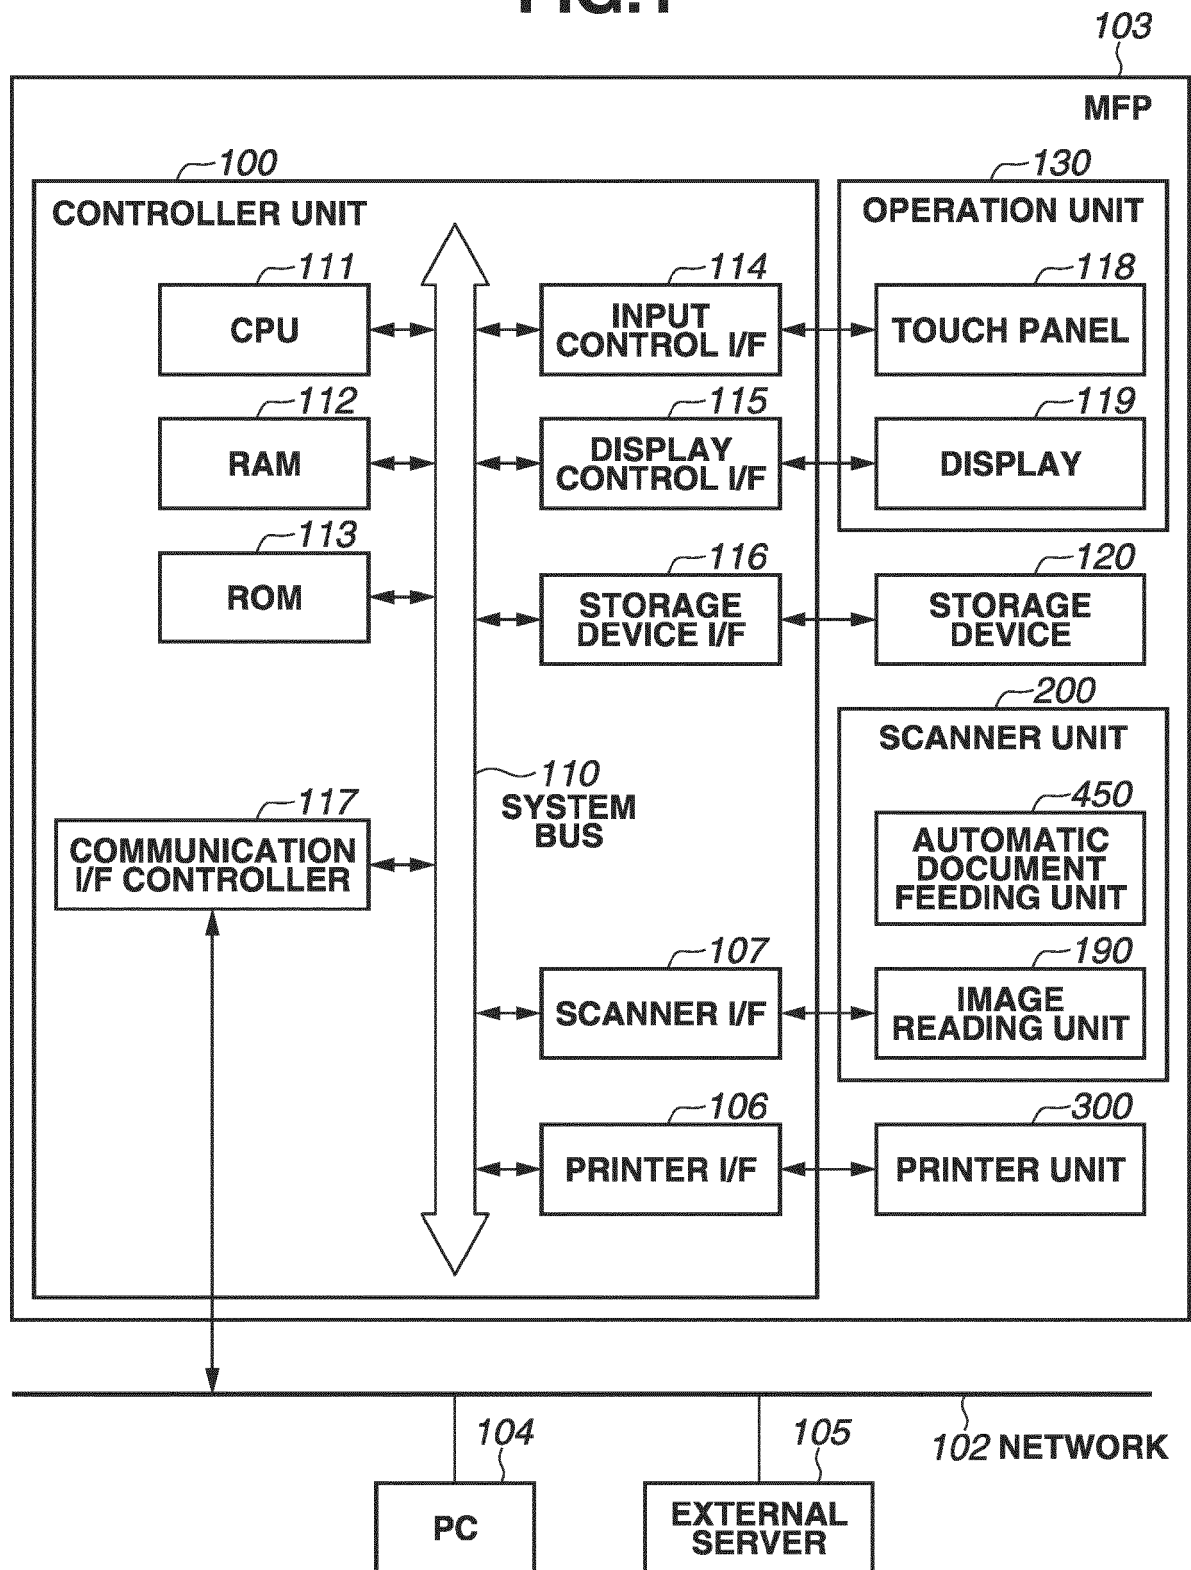 FIG.1
103
MFP
100
CONTROLLER UNIT
111
CPU
112
RAM
113
ROM
117
COMMUNICATION
I/F CONTROLLER
110
SYSTEM
BUS
114
INPUT
CONTROL I/F
115
DISPLAY
CONTROL I/F
116
STORAGE
DEVICE I/F
107
SCANNER I/F
106
PRINTER I/F
130
OPERATION UNIT
118
TOUCH PANEL
119
DISPLAY
120
STORAGE
DEVICE
200
SCANNER UNIT
450
AUTOMATIC
DOCUMENT
FEEDING UNIT
190
IMAGE
READING UNIT
300
PRINTER UNIT
102 NETWORK
104
PC
105
EXTERNAL
SERVER